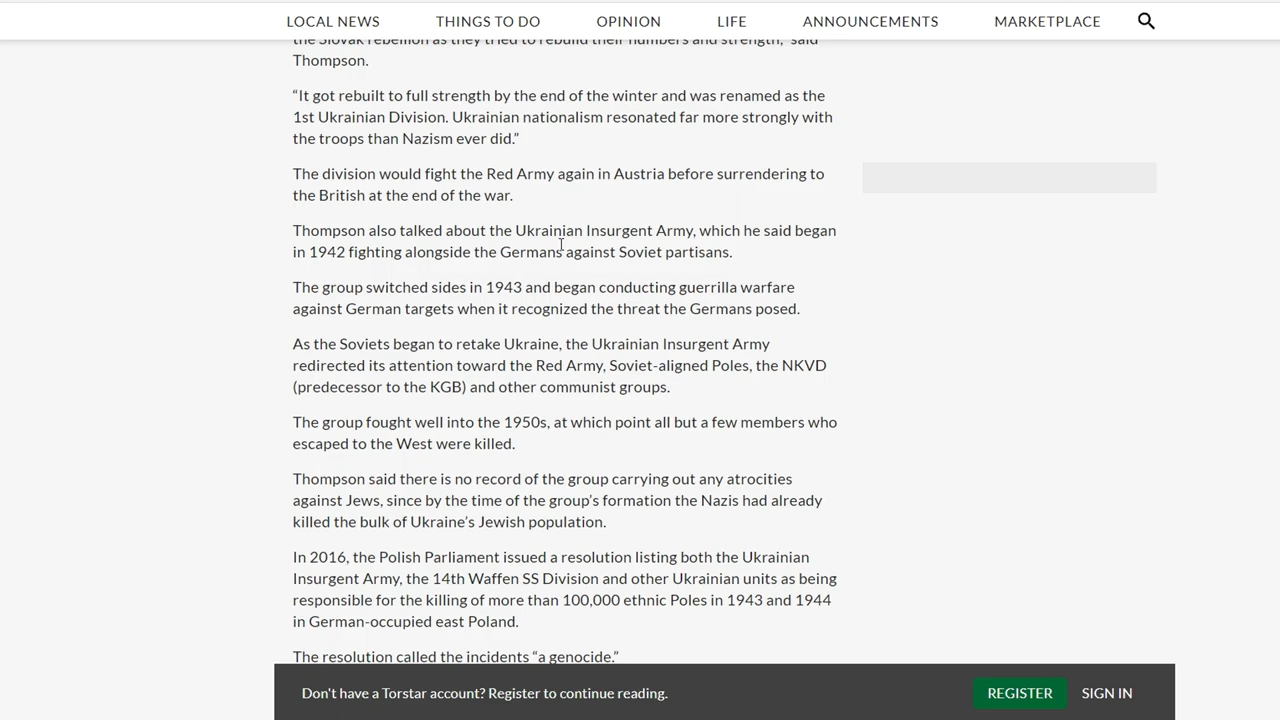 LOCAL NEWS THINGS TO DO OPINION LIFE ANNOUNCEMENTS MARKETPLACE
the Slovak rebellion as they tried to rebuild their numbers and strength,” said
Thompson.
“It got rebuilt to full strength by the end of the winter and was renamed as the
1st Ukrainian Division. Ukrainian nationalism resonated far more strongly with
the troops than Nazism ever did.”
The division would fight the Red Army again in Austria before surrendering to
the British at the end of the war.
Thompson also talked about the Ukrainian Insurgent Army, which he said began
in 1942 fighting alongside the Germans against Soviet partisans.
The group switched sides in 1943 and began conducting guerrilla warfare
against German targets when it recognized the threat the Germans posed.
As the Soviets began to retake Ukraine, the Ukrainian Insurgent Army
redirected its attention toward the Red Army, Soviet-aligned Poles, the NKVD
(predecessor to the KGB) and other communist groups.
The group fought well into the 1950s, at which point all but a few members who
escaped to the West were killed.
Thompson said there is no record of the group carrying out any atrocities
against Jews, since by the time of the group’s formation the Nazis had already
killed the bulk of Ukraine’s Jewish population.
In 2016, the Polish Parliament issued a resolution listing both the Ukrainian
Insurgent Army, the 14th Waffen SS Division and other Ukrainian units as being
responsible for the killing of more than 100,000 ethnic Poles in 1943 and 1944
in German-occupied east Poland.
The resolution called the incidents “a genocide.”
Don't have a Torstar account? Register to continue reading. REGISTER SIGN IN